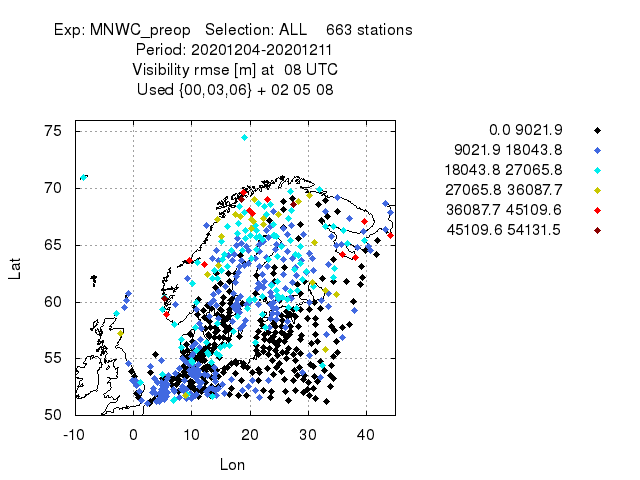 Exp: MNWC_preop Selection: ALL 663 stations
Period: 20201204-20201211
Visibility rmse [m] at 08 UTC
Used {00,03,06} + 02 05 08
0.0 9021.9
9021.9 18043.8
18043.8 27065.8
27065.8 36087.7
36087.7 45109.6
45109.6 54131.5
75
70
65
60
55
50
Lat
-10 0 10 20 30 40
Lon